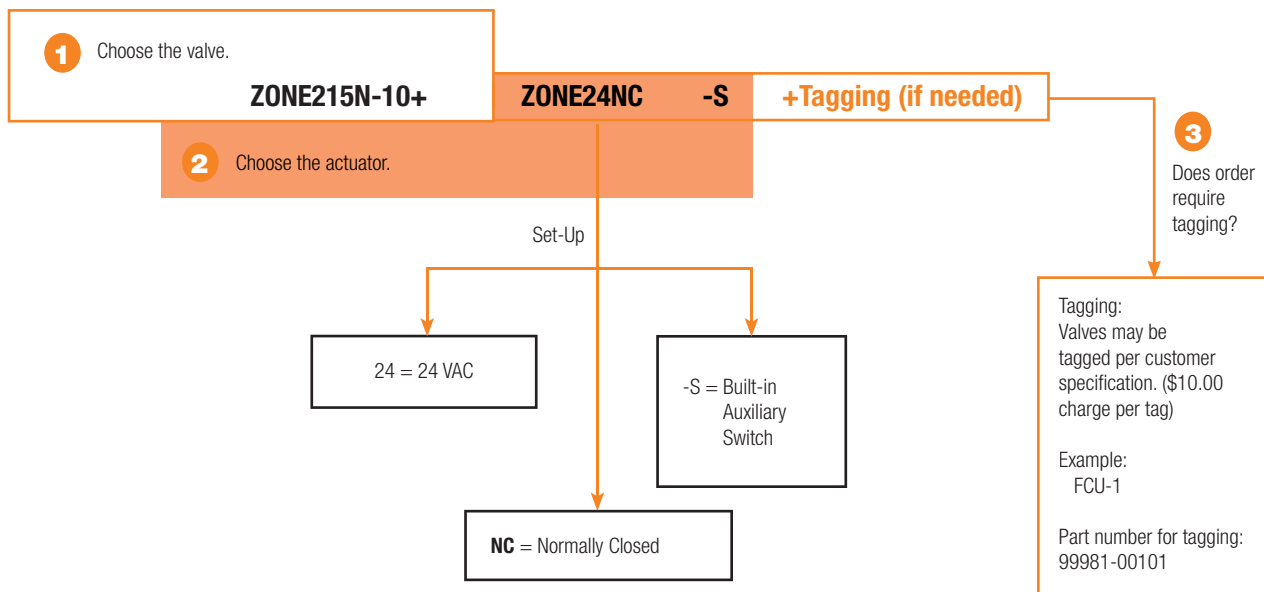 1 Choose the valve.
ZONE215N-10+ ZONE24NC -S +Tagging (if needed)
2 Choose the actuator.
3
Does order
require
tagging?
Set-Up
24 = 24 VAC
-S = Built-in
Auxiliary
Switch
NC = Normally Closed
Tagging:
Valves may be
tagged per customer
specification. ($10.00
charge per tag)
Example:
FCU-1
Part number for tagging:
99981-00101